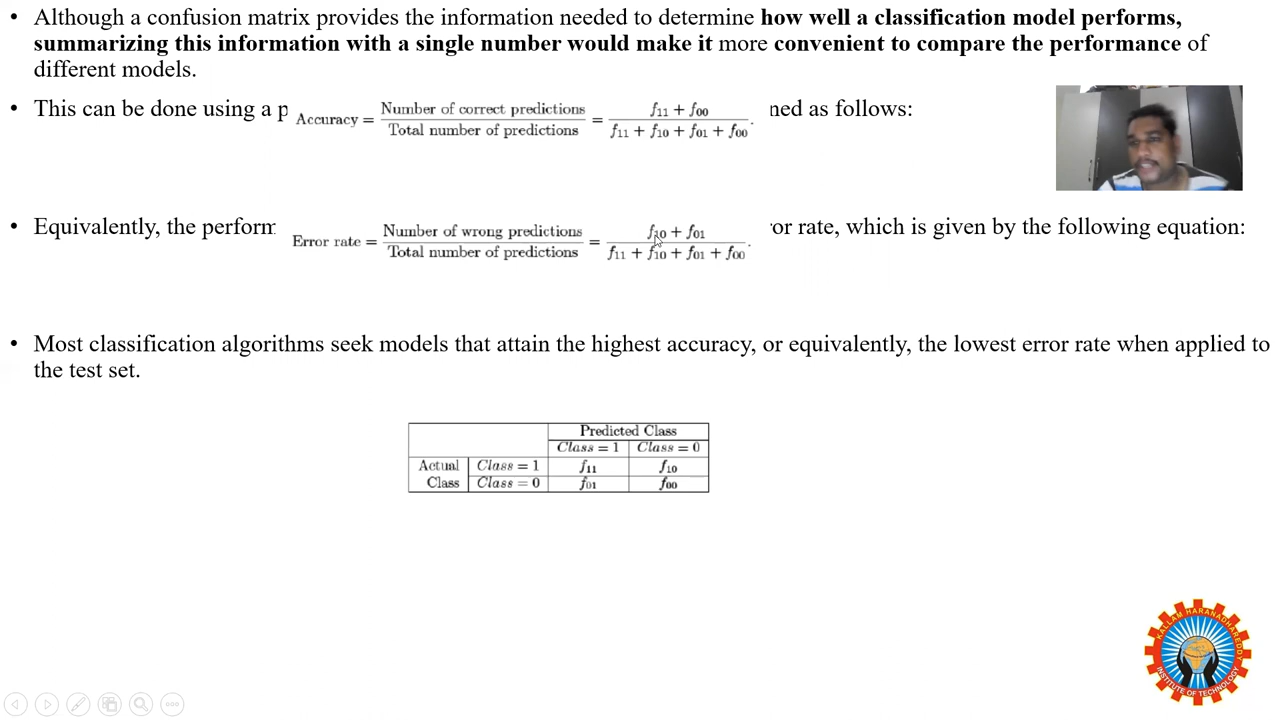 • Although a confusion matrix provides the information needed to determine how well a classification model performs,
summarizing this information with a single number would make it more convenient to compare the performance of
different models.
• This can be done using a p
Accuracy = Number of correct predictions / Total number of predictions = f11 + f00 / f11 + f10 + f01 + f00 .
ned as follows:
• Equivalently, the perform
Error rate = Number of wrong predictions / Total number of predictions = f10 + f01 / f11 + f10 + f01 + f00 .
or rate, which is given by the following equation:
• Most classification algorithms seek models that attain the highest accuracy, or equivalently, the lowest error rate when applied to
the test set.
Predicted Class
Class = 1 Class = 0
Actual Class = 1 f11 f10
Class Class = 0 f01 f00
KALLAM HARANADHAREDDY
INSTITUTE OF TECHNOLOGY